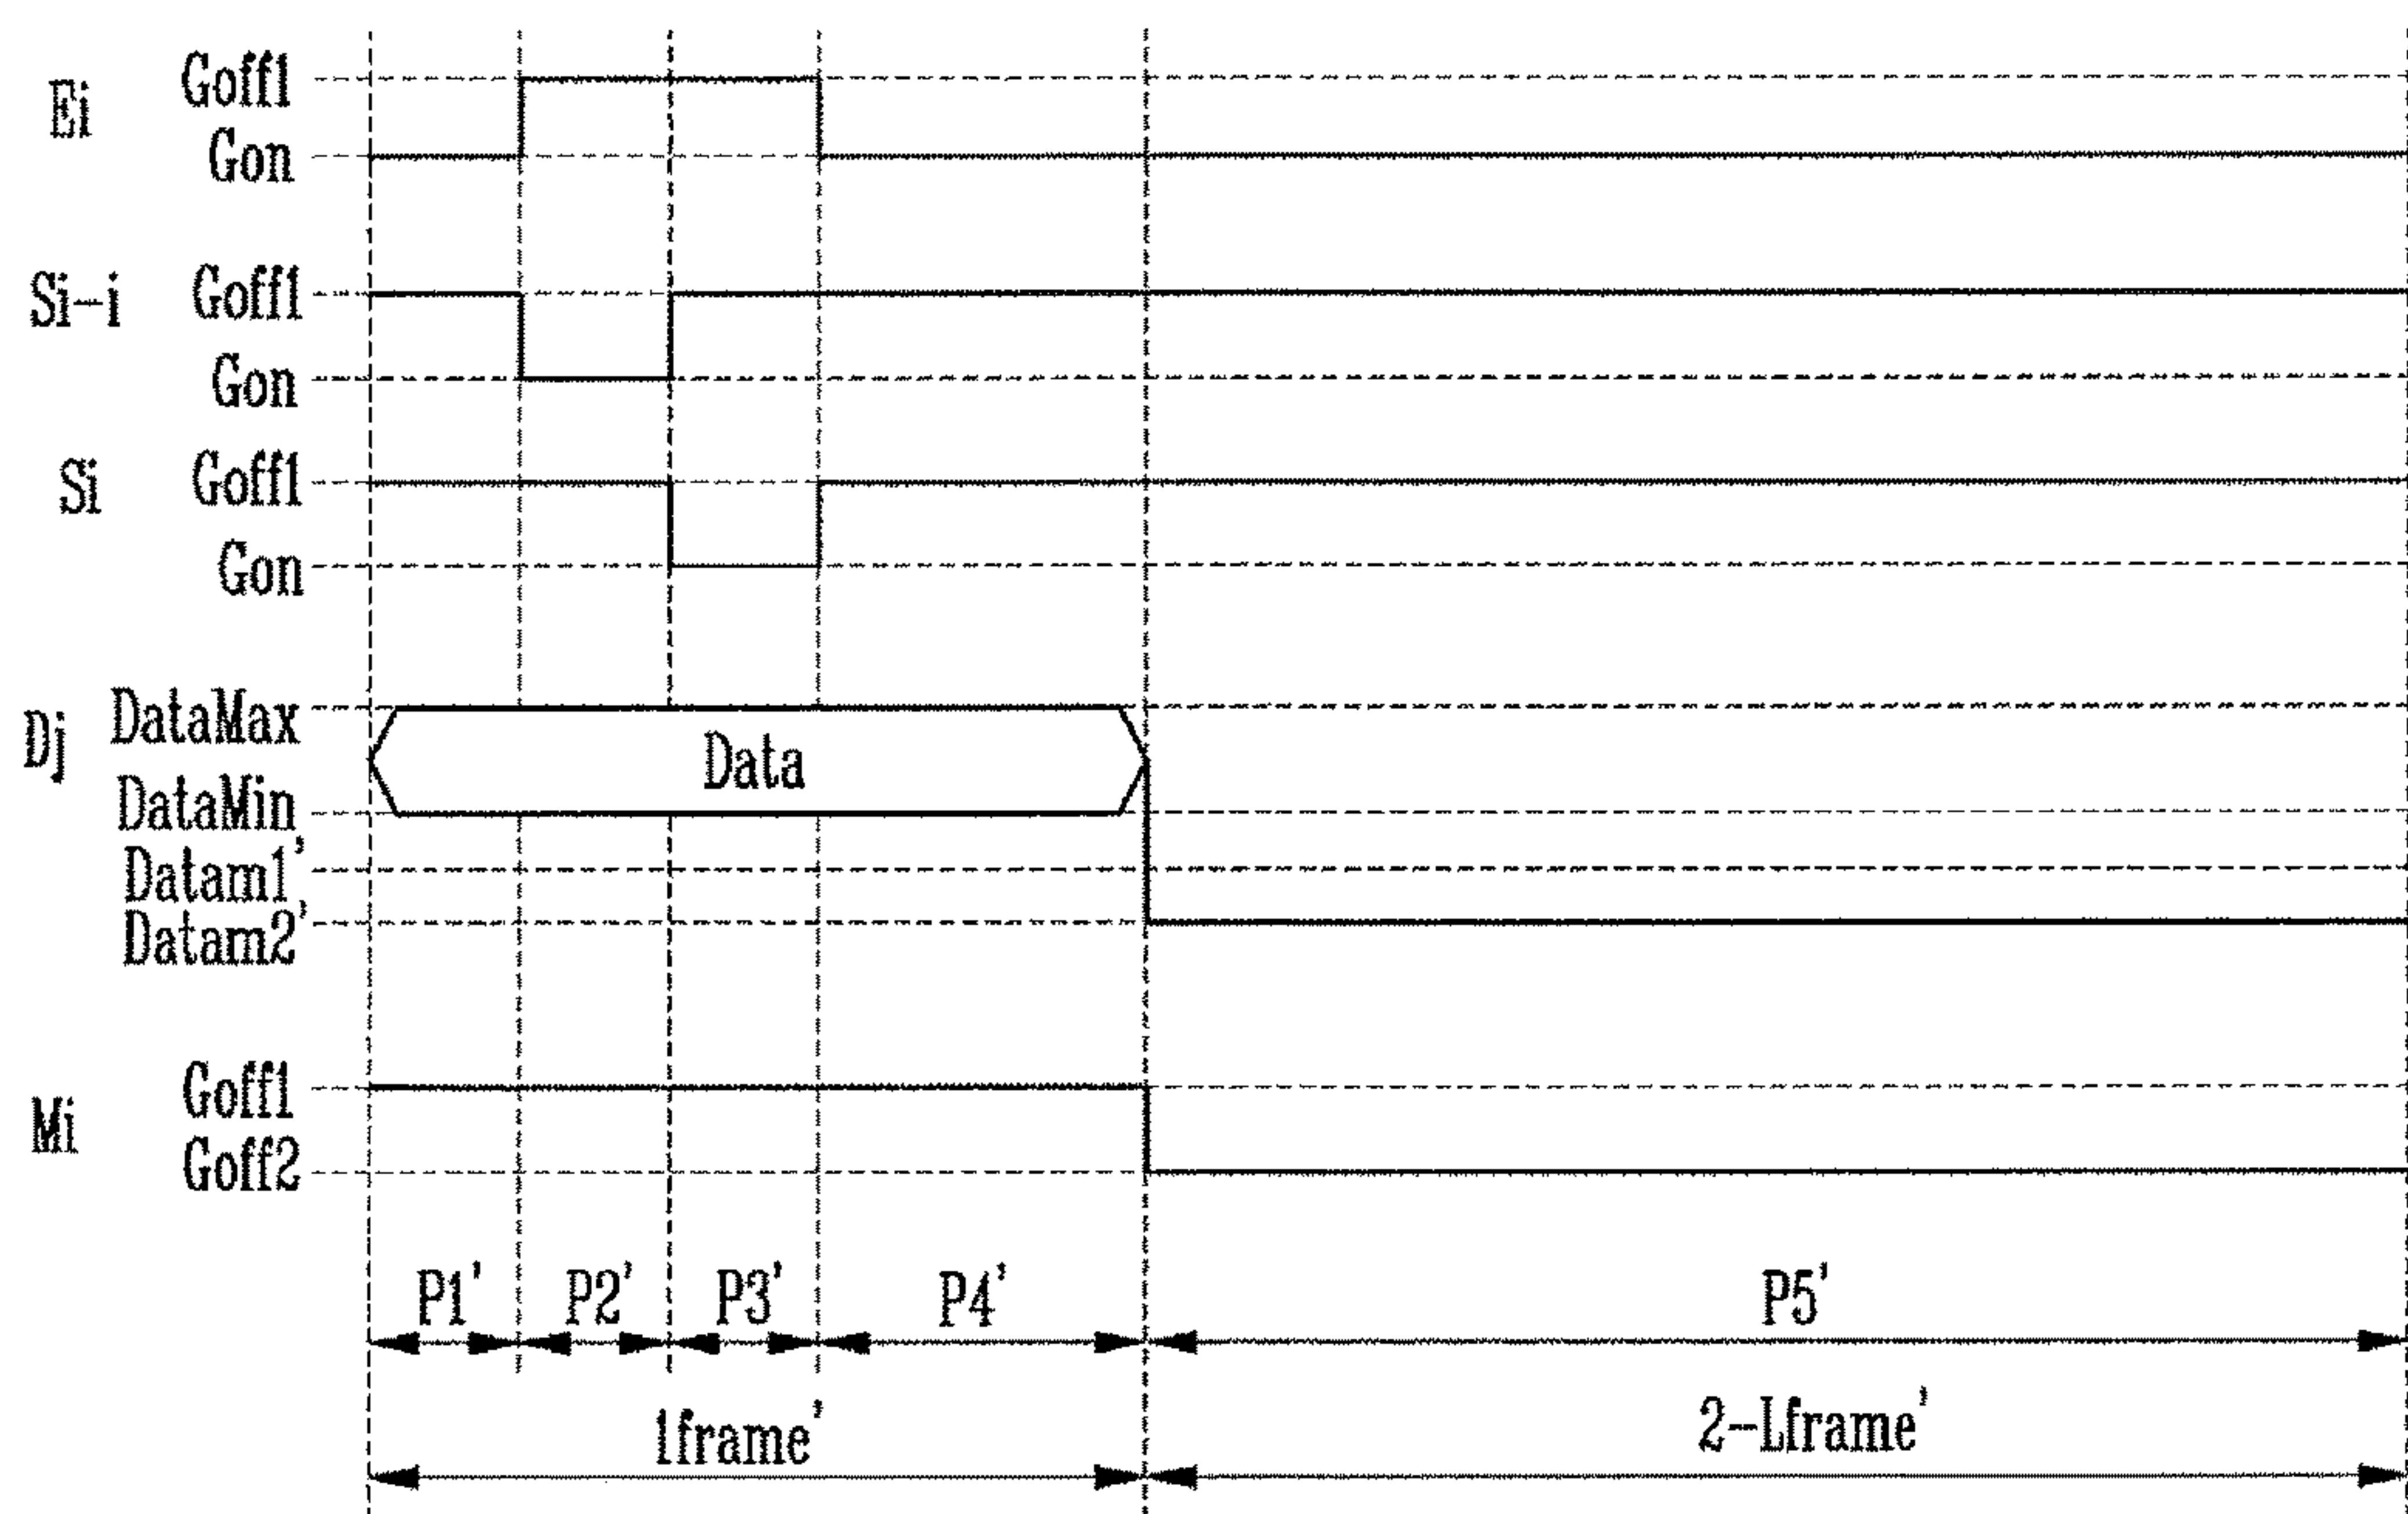 Ei Goff1
Gon
Si-i Goff1
Gon
Si Goff1
Gon
Dj DataMax
Data
DataMin
Datam1'
Datam2'
Mi Goff1
Goff2
P1' P2' P3' P4' P5'
1frame' 2-Lframe'